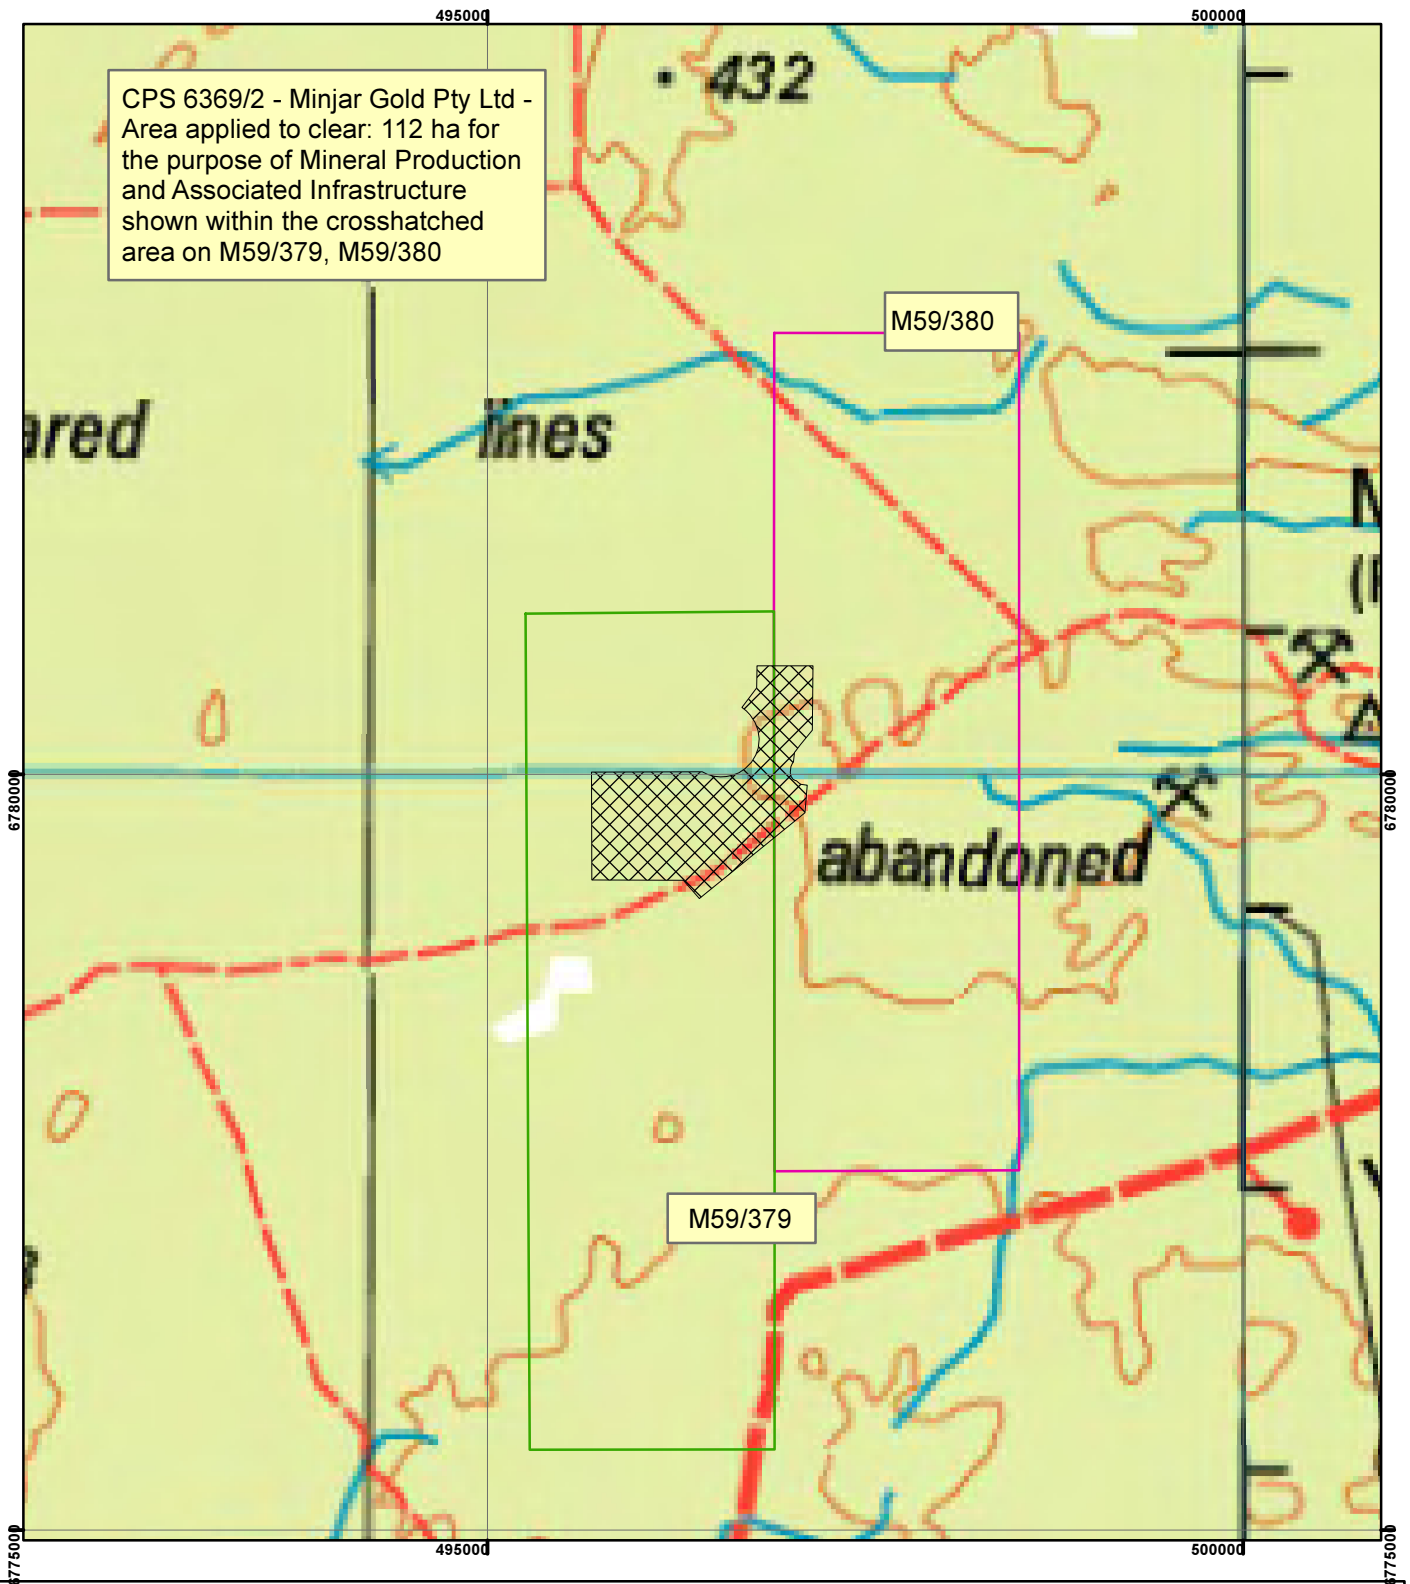 495000
500000
432
CPS 6369/2 - Minjar Gold Pty Ltd -
Area applied to clear: 112 ha for
the purpose of Mineral Production
and Associated Infrastructure
shown within the crosshatched
area on M59/379, M59/380
M59/380
ared
lines
6780000
6780000
abandoned
M59/379
6775000
495000
500000
6775000